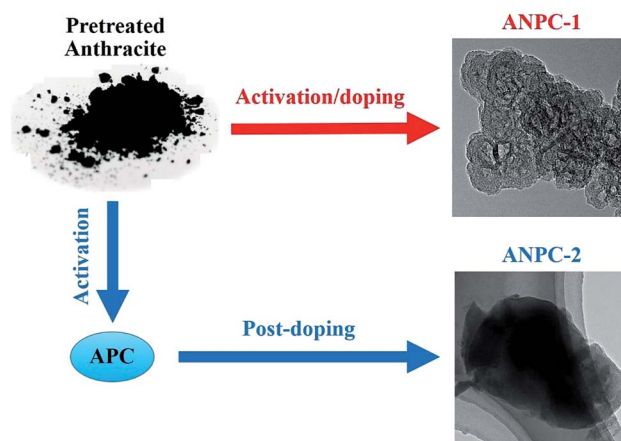 Pretreated
Anthracite
ANPC-1
Activation/doping
Activation
ANPC-2
Post-doping
APC